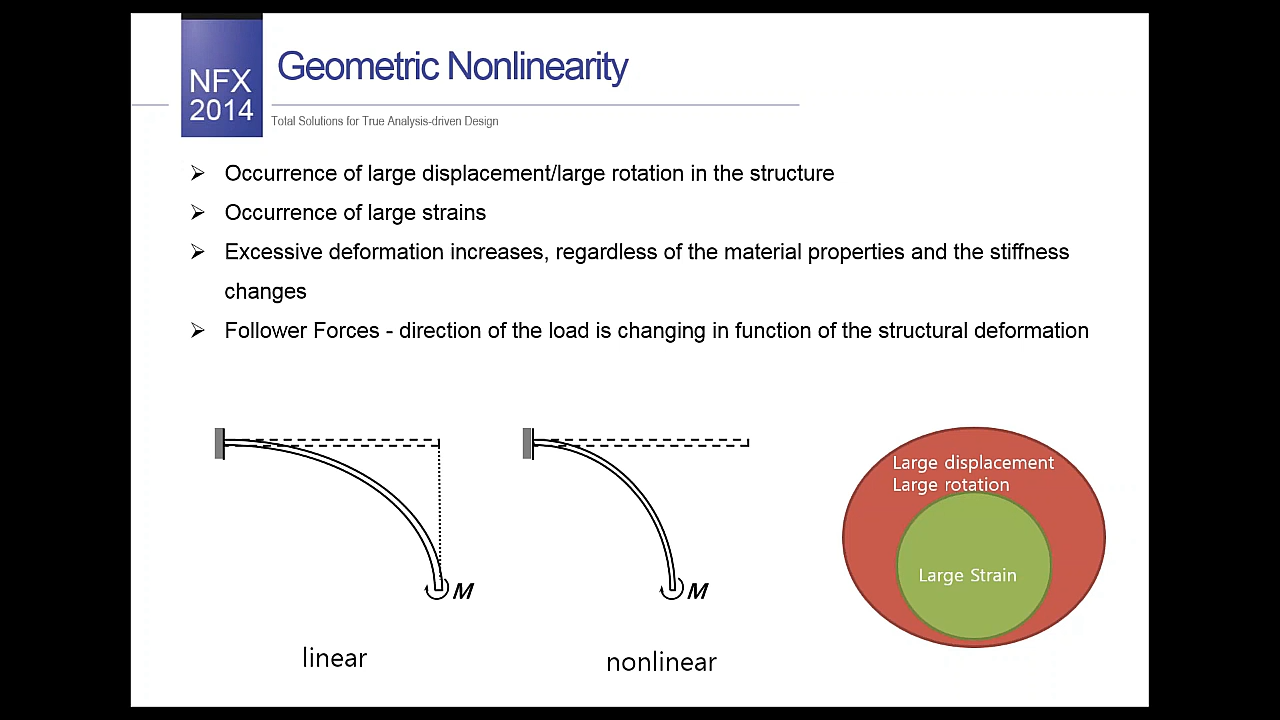 NFX
2014
Geometric Nonlinearity
Total Solutions for True Analysis-driven Design
Occurrence of large displacement/large rotation in the structure
Occurrence of large strains
Excessive deformation increases, regardless of the material properties and the stiffness
changes
Follower Forces - direction of the load is changing in function of the structural deformation
M
linear
M
nonlinear
Large displacement
Large rotation
Large Strain